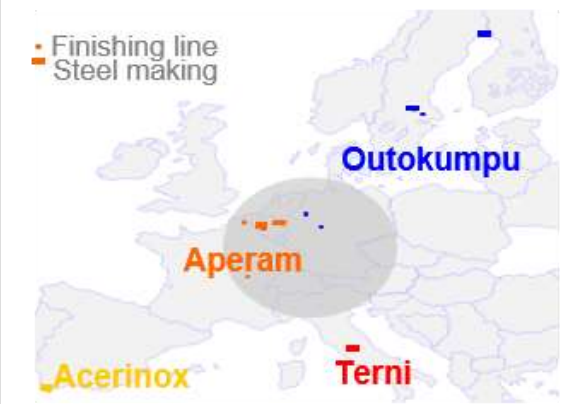 Finishing line
Steel making
Outokumpu
Aperam
Acerinox
Terni